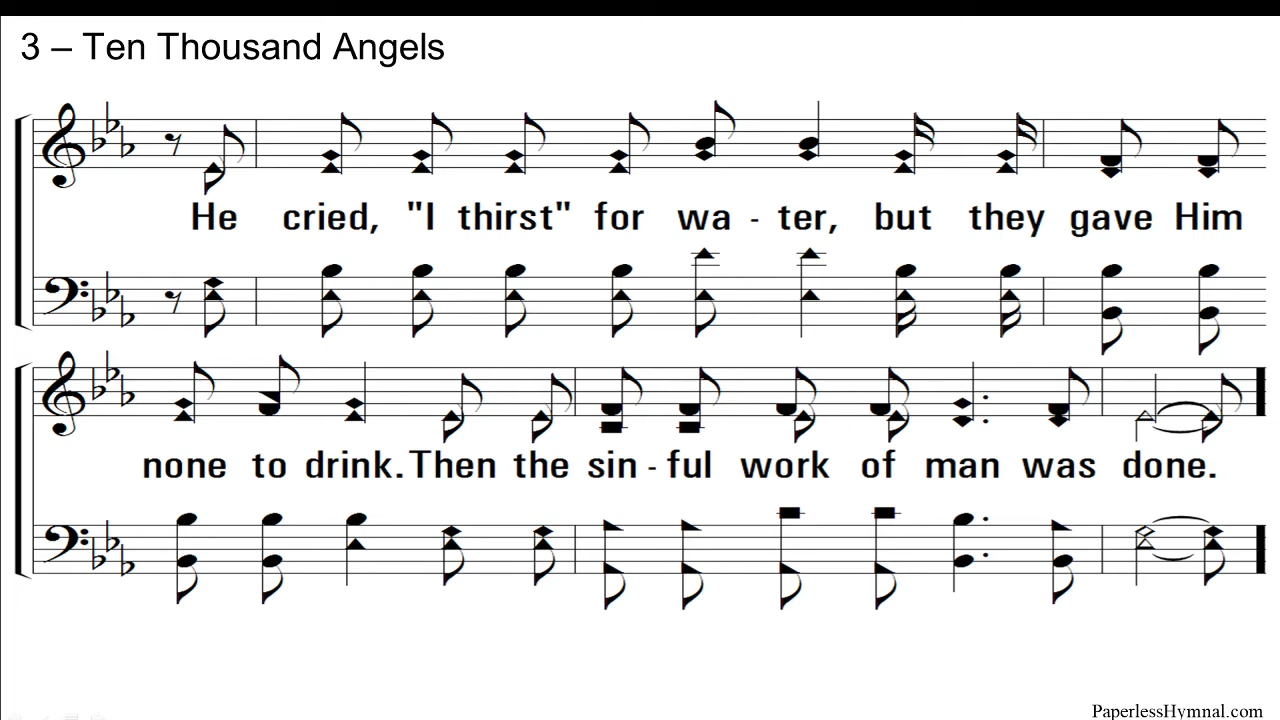 3 – Ten Thousand Angels
He cried, "I thirst" for wa - ter, but they gave Him
none to drink. Then the sin - ful work of man was done.
PaperlessHymnal.com